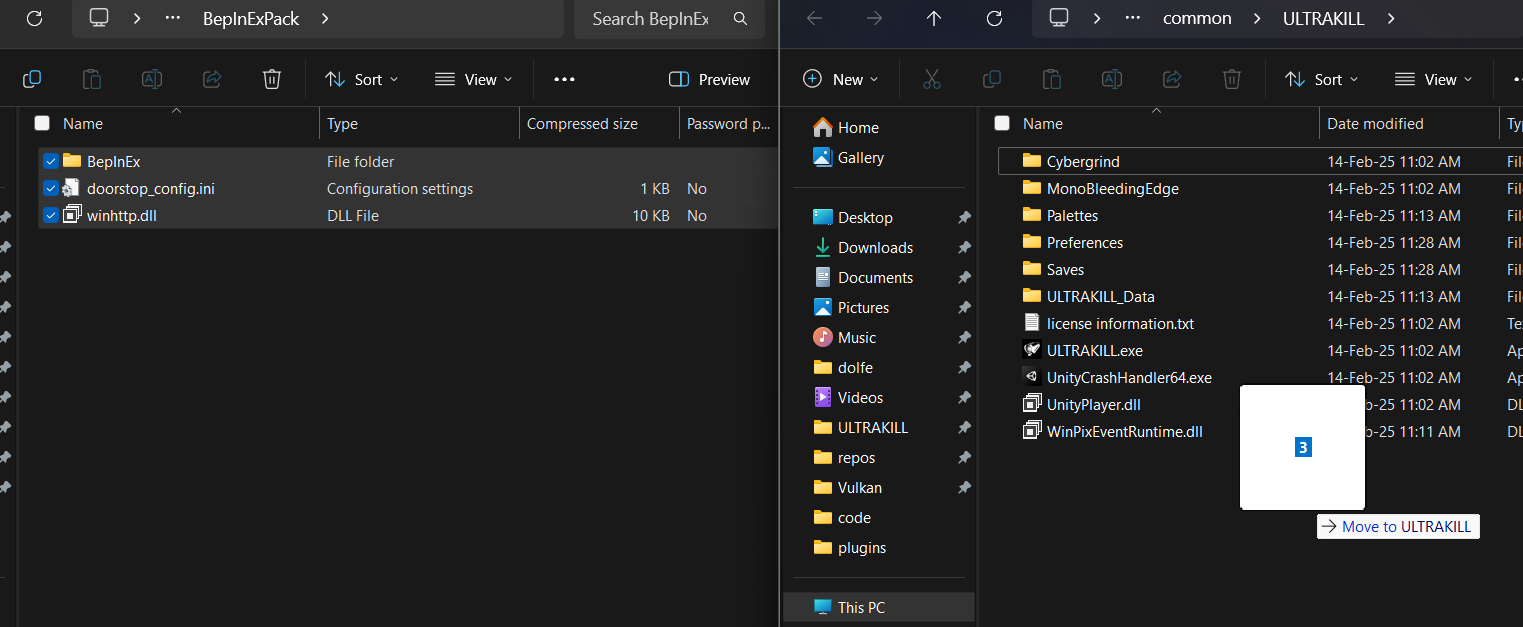 ··· BepInExPack
Search BepInEx
Sort
View
Preview
Name
Type
Compressed size
Password p...
BepInEx
File folder
doorstop_config.ini
Configuration settings
1 KB
No
winhttp.dll
DLL File
10 KB
No
··· common ULTRAKILL
New
Sort
View
Home
Gallery
Desktop
Downloads
Documents
Pictures
Music
dolfe
Videos
ULTRAKILL
repos
Vulkan
code
plugins
This PC
Name
Date modified
Ty
Cybergrind
14-Feb-25 11:02 AM
Fil
MonoBleedingEdge
14-Feb-25 11:02 AM
Fil
Palettes
14-Feb-25 11:13 AM
Fil
Preferences
14-Feb-25 11:28 AM
Fil
Saves
14-Feb-25 11:28 AM
Fil
ULTRAKILL_Data
14-Feb-25 11:13 AM
Fil
license information.txt
14-Feb-25 11:02 AM
Te
ULTRAKILL.exe
14-Feb-25 11:02 AM
Ap
UnityCrashHandler64.exe
14-Feb-25 11:02 AM
Ap
UnityPlayer.dll
b-25 11:02 AM
DL
WinPixEventRuntime.dll
b-25 11:11 AM
DL
3
Move to ULTRAKILL